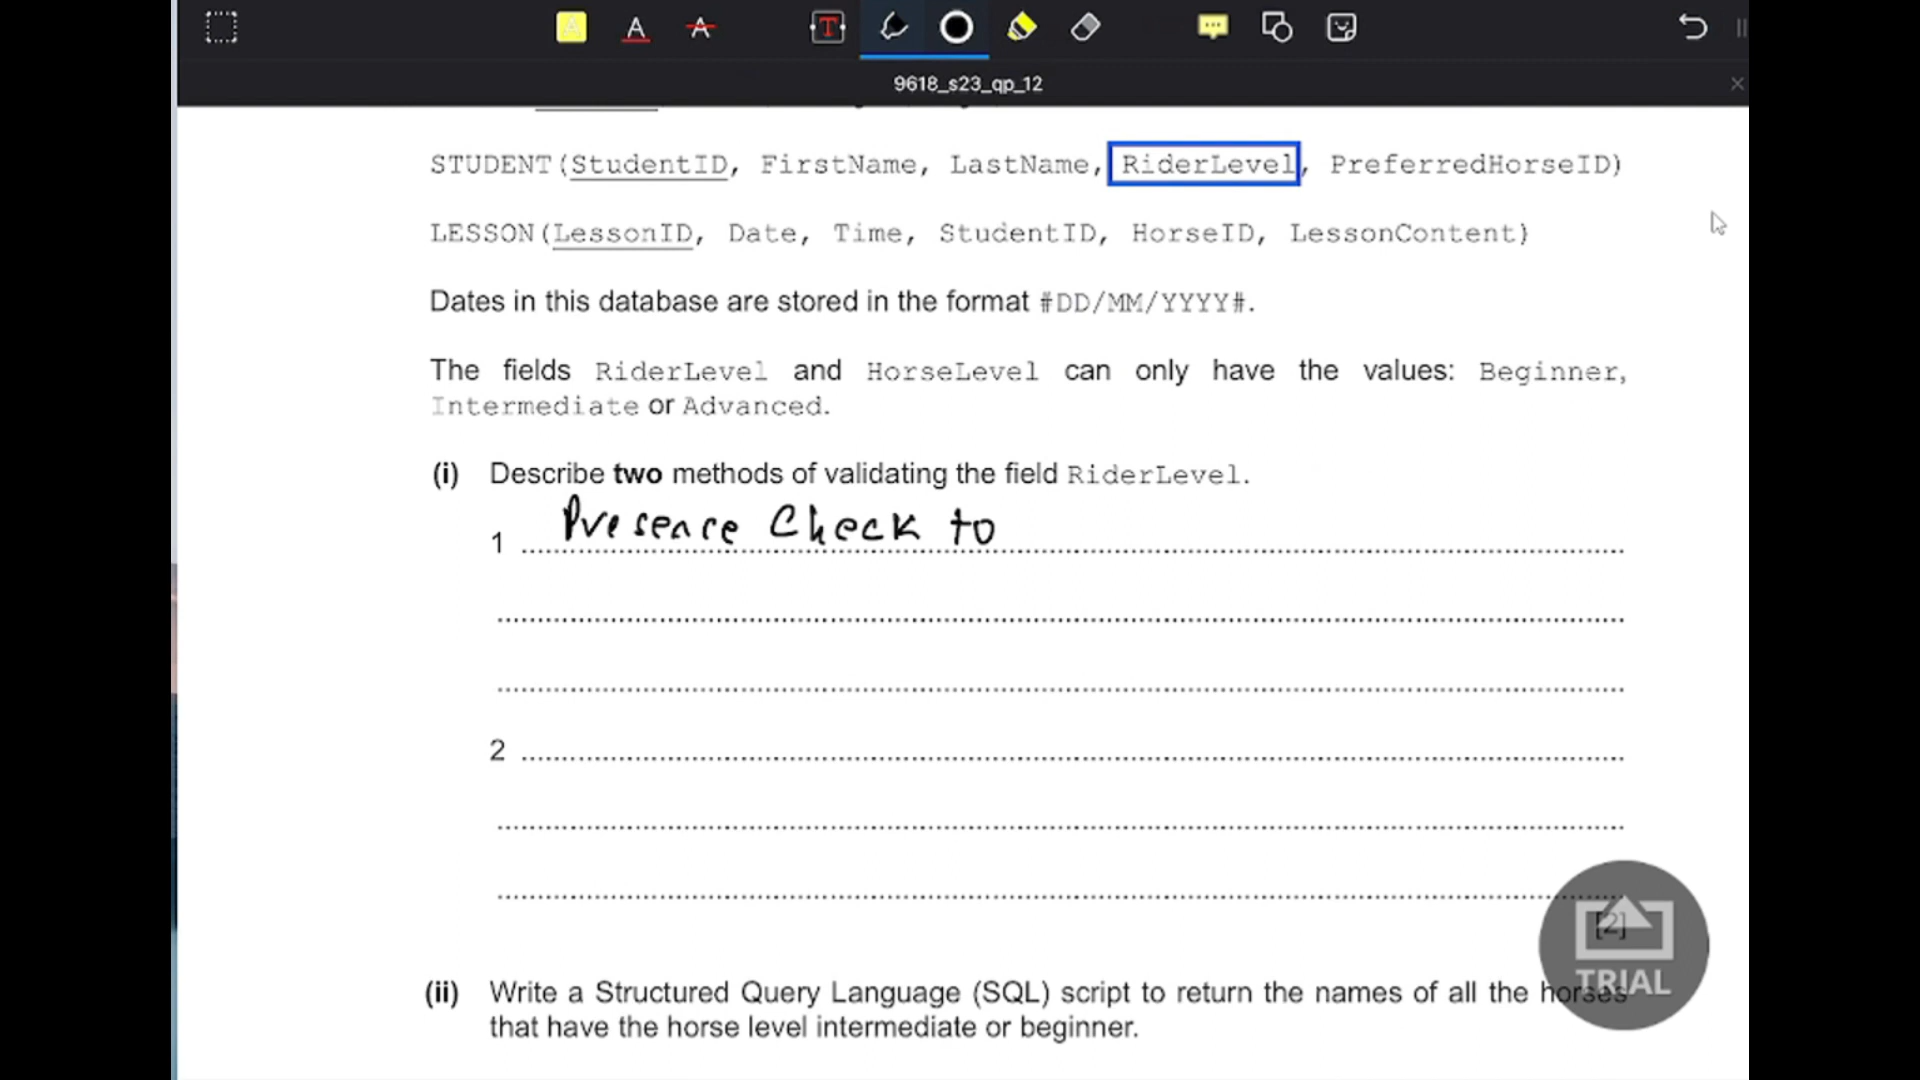 9618_s23_qp_12
STUDENT(StudentID, FirstName, LastName, RiderLevel, PreferredHorseID)
LESSON(LessonID, Date, Time, StudentID, HorseID, LessonContent)
Dates in this database are stored in the format #DD/MM/YYYY#.
The fields RiderLevel and HorseLevel can only have the values: Beginner,
Intermediate or Advanced.
(i) Describe two methods of validating the field RiderLevel.
1 Presence Check to
2
[2]
TRIAL
(ii) Write a Structured Query Language (SQL) script to return the names of all the horses
that have the horse level intermediate or beginner.